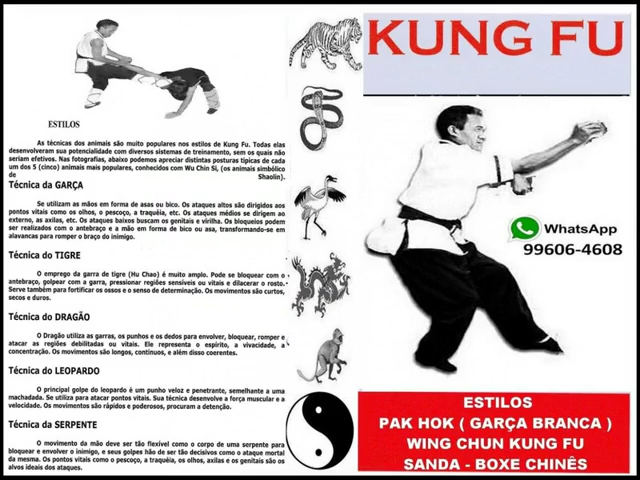 ESTILOS
As técnicas dos animais são muito populares nos estilos de Kung Fu. Todas elas
desenvolveram sua potencialidade com diversos sistemas de treinamento, sem os quais não
seriam efetivos. Nas fotografias, abaixo podemos apreciar distintas posturas típicas de cada
um dos 5 (cinco) animais mais populares, conhecidos com Wu Chin Si, (os animais simbólico
de Shaolin).
Técnica da GARÇA
Se utilizam as mãos em forma de asas ou bico. Os ataques altos são dirigidos aos
pontos vitais como os olhos, o pescoço, a traquéia, etc. Os ataques médios se dirigem ao
externo, as axilas, etc. Os ataques baixos buscam os genitais e virilha. Os bloqueios podem
ser realizados com o antebraço e a mão em forma de bico ou asa, transformando-se em
alavancas para romper o braço do inimigo.
Técnica do TIGRE
O emprego da garra de tigre (Hu Chao) é muito amplo. Pode se bloquear com o
antebraço, golpear com a garra, pressionar regiões sensíveis ou vitais e dilacerar o rosto.
Serve também para fortificar os ossos e o senso de determinação. Os movimentos são curtos,
secos e duros.
Técnica do DRAGÃO
O Dragão utiliza as garras, os punhos e os dedos para envolver, bloquear, romper e
atacar as regiões debilitadas ou vitais. Ele representa o espírito, a vivacidade, a
concentração. Os movimentos são longos, contínuos, e além disso coerentes.
Técnica do LEOPARDO
O principal golpe do leopardo é um punho veloz e penetrante, semelhante a uma
machadada. Se utiliza para atacar pontos vitais. Sua técnica desenvolve a força muscular e a
velocidade. Os movimentos são rápidos e poderosos, procuram a detenção.
Técnica da SERPENTE
O movimento da mão deve ser tão flexível como o corpo de uma serpente para
bloquear e envolver o inimigo, e seus golpes hão de ser tão decisivos como o ataque mortal
da mesma. Os pontos vitais como o pescoço, a traquéia, os olhos, axilas e os genitais são os
alvos ideais dos ataques.
KUNG FU
WhatsApp
99606-4608
ESTILOS
PAK HOK ( GARÇA BRANCA )
WING CHUN KUNG FU
SANDA - BOXE CHINÊS